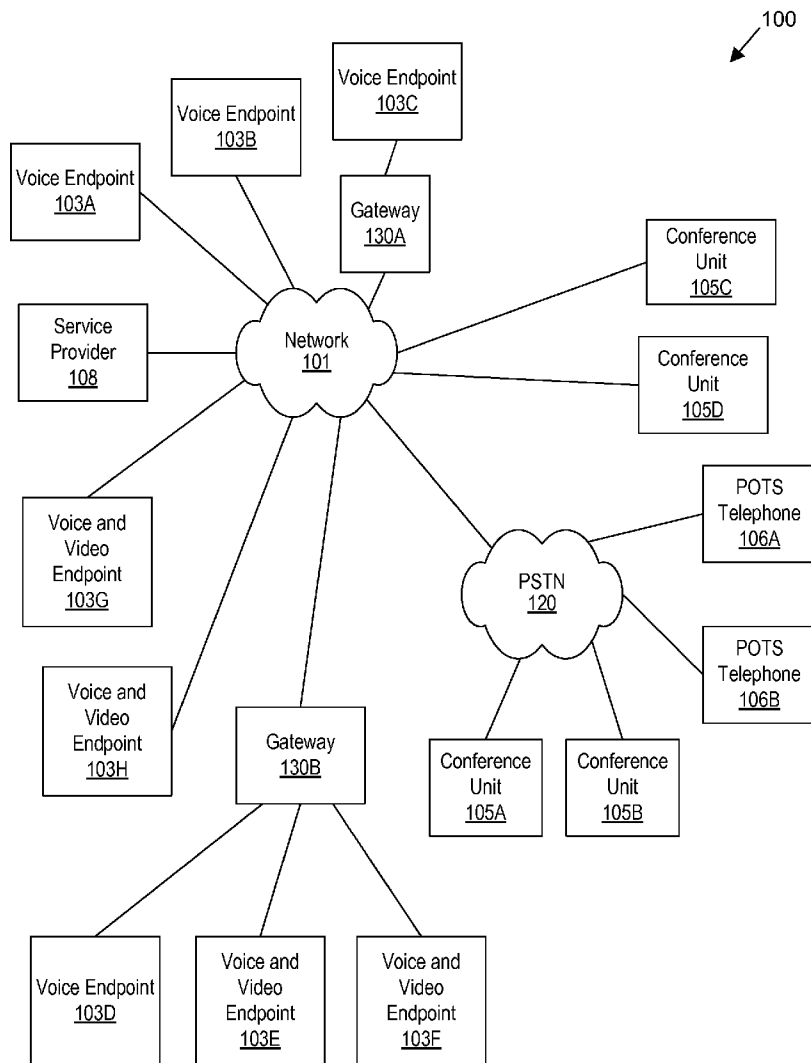 100
Voice Endpoint
103C
Voice Endpoint
103B
Voice Endpoint
103A
Gateway
130A
Conference
Unit
105C
Service
Provider
108
Network
101
Conference
Unit
105D
POTS
Telephone
106A
Voice and
Video
Endpoint
103G
PSTN
120
POTS
Telephone
106B
Voice and
Video
Endpoint
103H
Gateway
130B
Conference
Unit
105A
Conference
Unit
105B
Voice Endpoint
103D
Voice and
Video
Endpoint
103E
Voice and
Video
Endpoint
103F